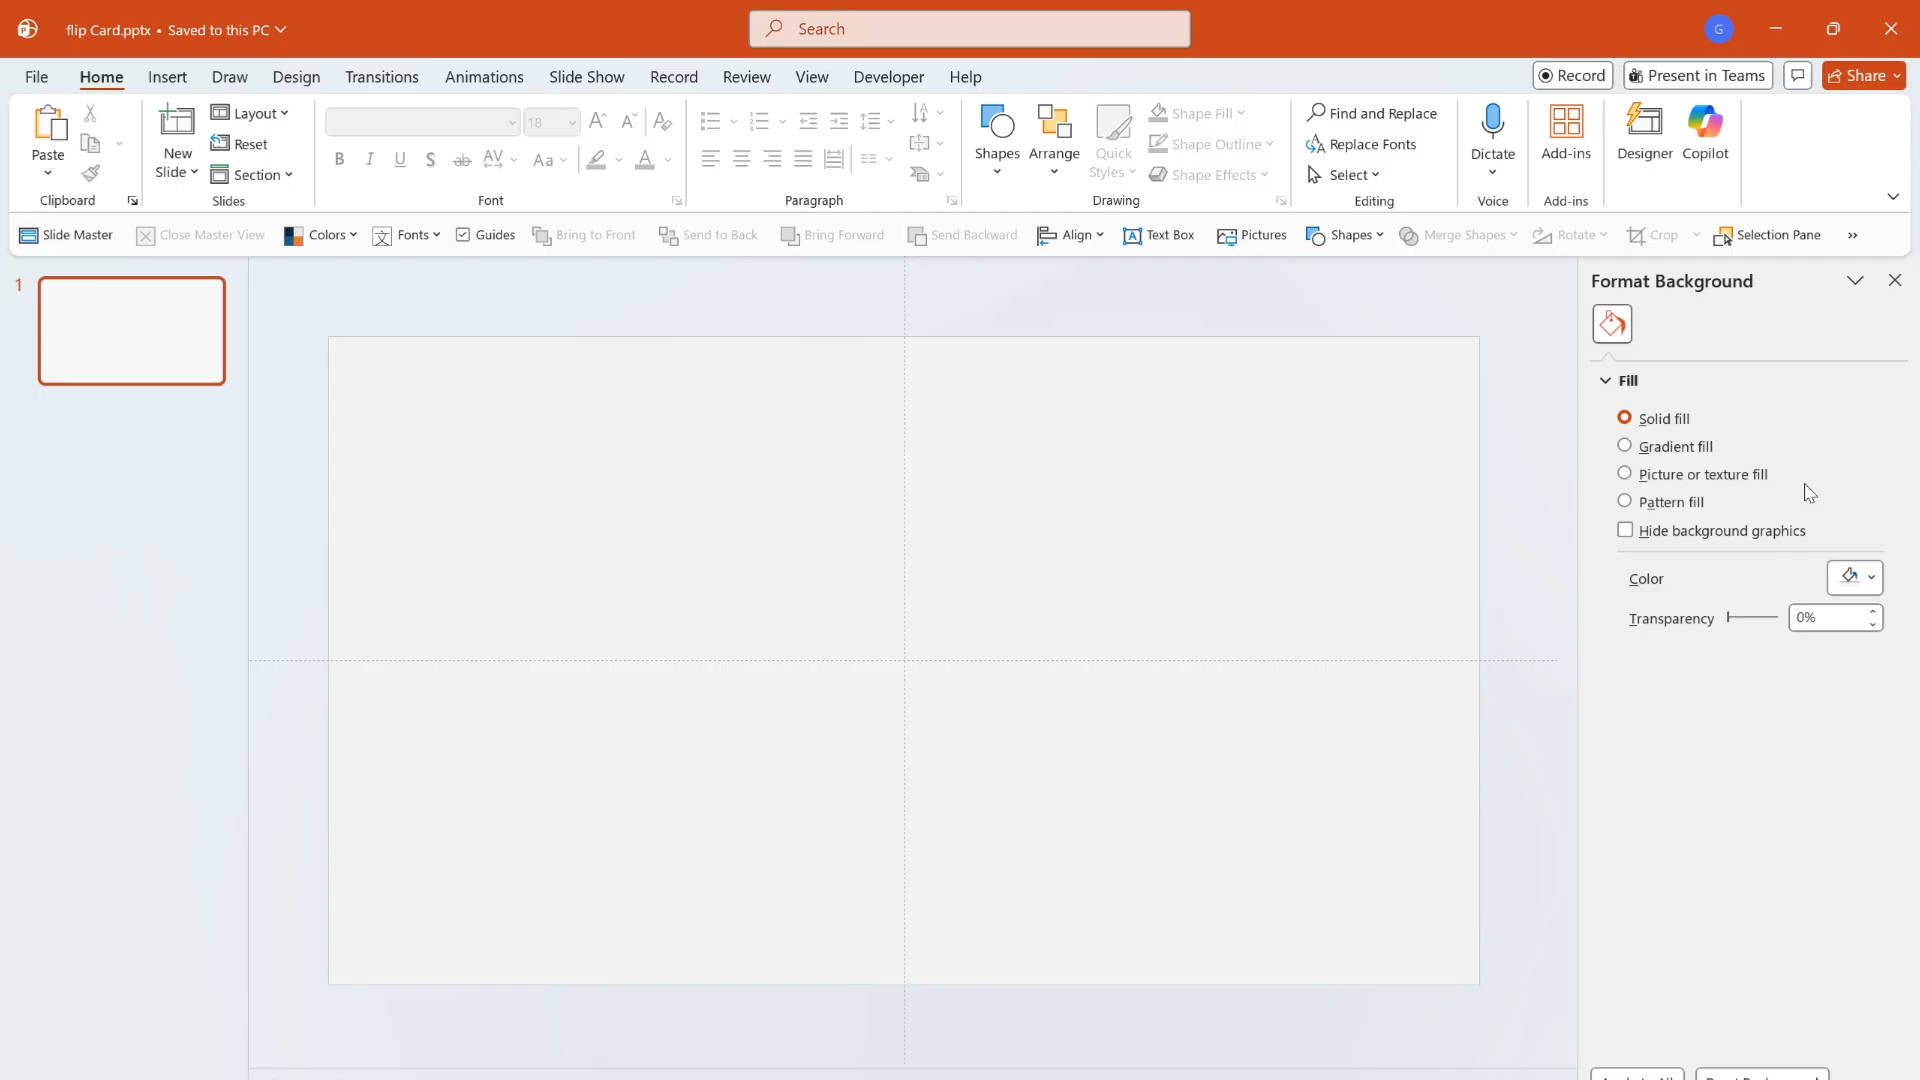 flip Card.pptx • Saved to this PC
Search
G
File Home Insert Draw Design Transitions Animations Slide Show Record Review View Developer Help
Record Present in Teams Share
Paste
New Slide
Layout
Reset
Section
18
B I U S ab AV Aa A
Shapes Arrange Quick Styles
Shape Fill
Shape Outline
Shape Effects
Find and Replace
Replace Fonts
Select
Dictate Add-ins Designer Copilot
Clipboard Slides Font Paragraph Drawing Editing Voice Add-ins
Slide Master Close Master View Colors Fonts Guides Bring to Front Send to Back Bring Forward Send Backward Align Text Box Pictures Shapes Merge Shapes Rotate Crop Selection Pane
1
Format Background
Fill
Solid fill
Gradient fill
Picture or texture fill
Pattern fill
Hide background graphics
Color
Transparency 0%